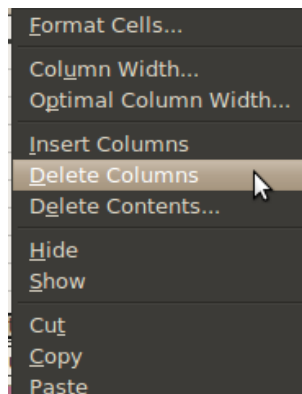 Format Cells...
Column Width...
Optimal Column Width...
Insert Columns
Delete Columns
Delete Contents...
Hide
Show
Cut
Copy
Paste